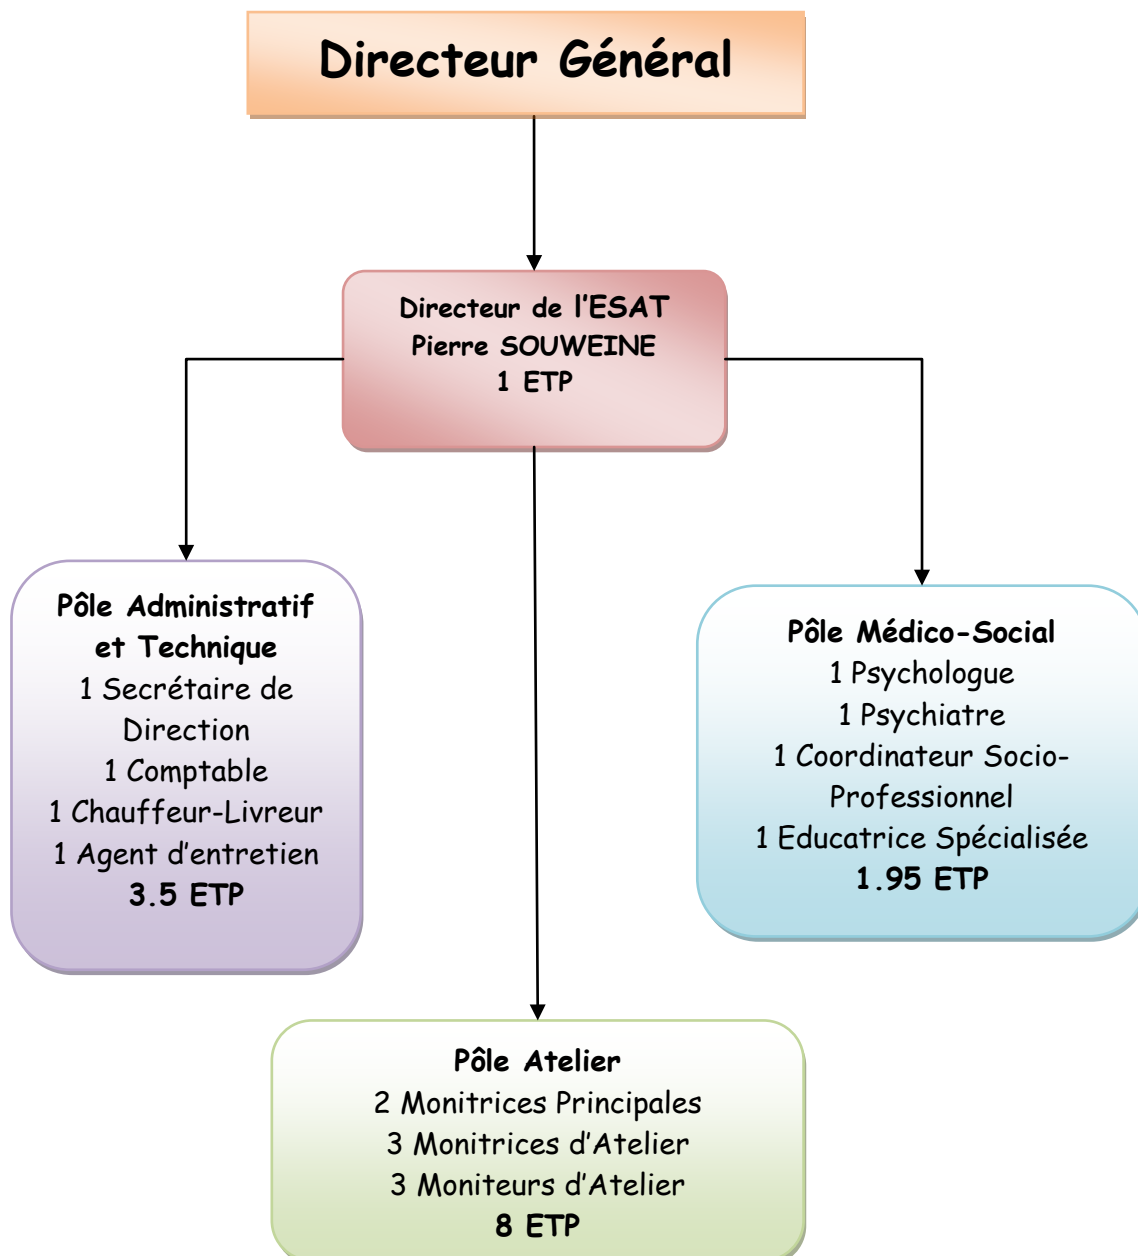 Directeur Général
Directeur de l'ESAT
Pierre SOUWEINE
1 ETP
Pôle Administratif
et Technique
1 Secrétaire de
Direction
1 Comptable
1 Chauffeur-Livreur
1 Agent d'entretien
3.5 ETP
Pôle Médico-Social
1 Psychologue
1 Psychiatre
1 Coordinateur Socio-
Professionnel
1 Educatrice Spécialisée
1.95 ETP
Pôle Atelier
2 Monitrices Principales
3 Monitrices d'Atelier
3 Moniteurs d'Atelier
8 ETP